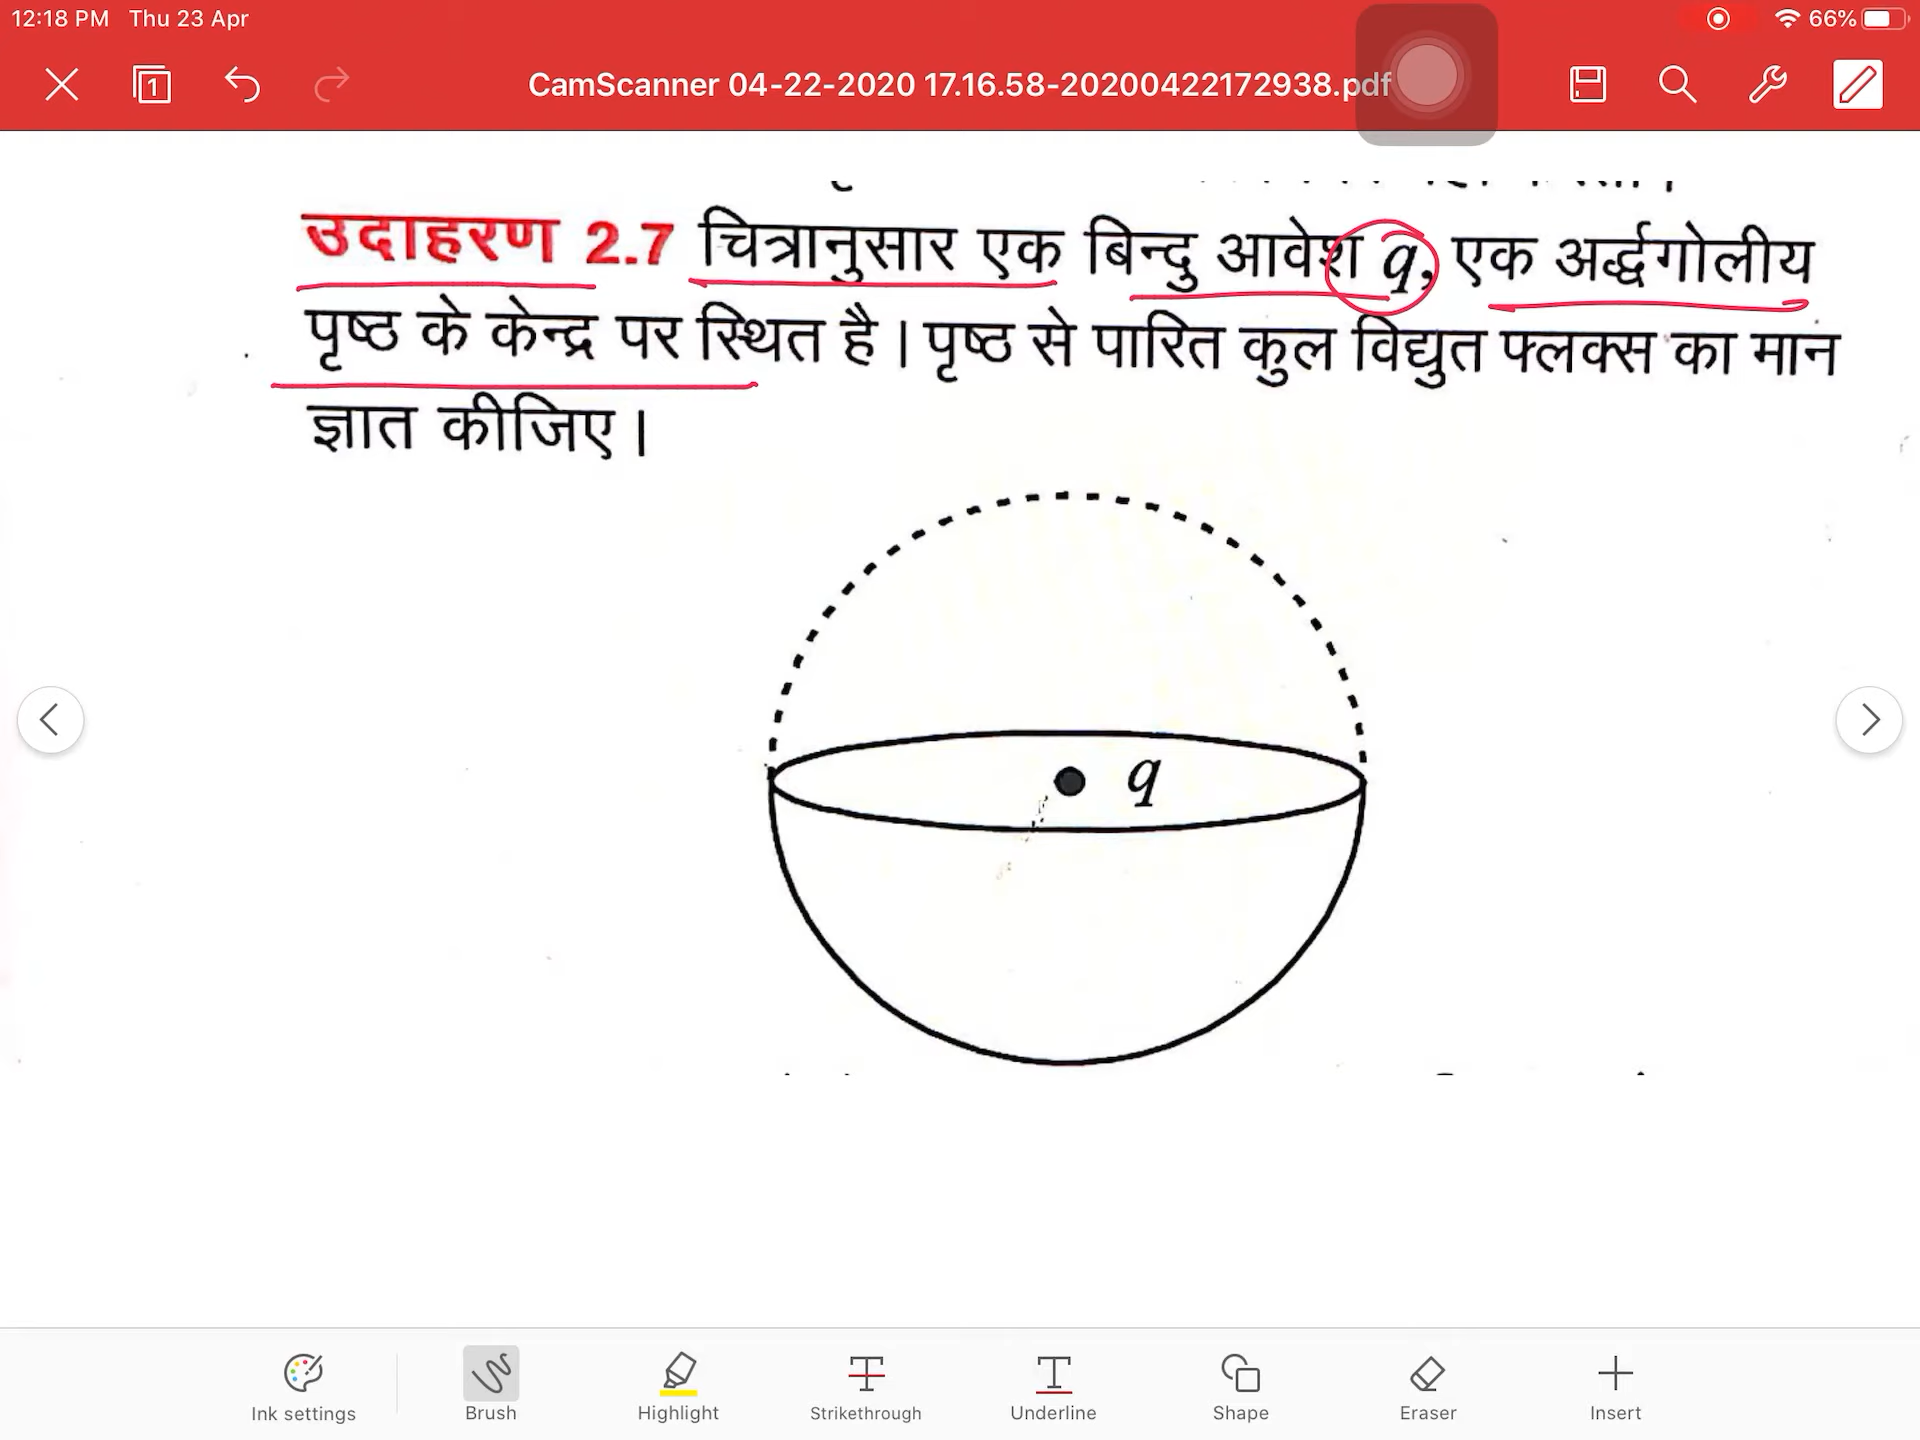 12:18 PM Thu 23 Apr
66%
1
CamScanner 04-22-2020 17.16.58-20200422172938.pdf
उदाहरण 2.7 चित्रानुसार एक बिन्दु आवेश q, एक अर्द्धगोलीय
पृष्ठ के केन्द्र पर स्थित है। पृष्ठ से पारित कुल विद्युत फ्लक्स का मान
ज्ञात कीजिए।
q
Ink settings
Brush
Highlight
Strikethrough
Underline
Shape
Eraser
Insert